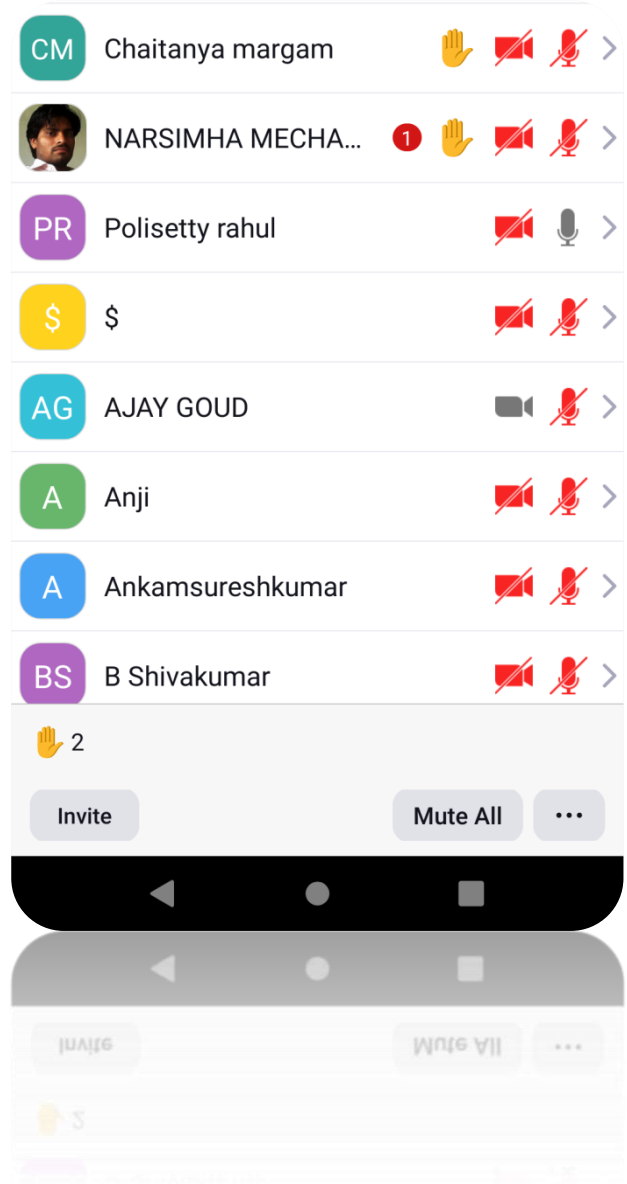 CM Chaitanya margam
NARSIMHA MECHA... 1
PR Polisetty rahul
$ $
AG AJAY GOUD
A Anji
A Ankamsureshkumar
BS B Shivakumar
2
Invite Mute All ...